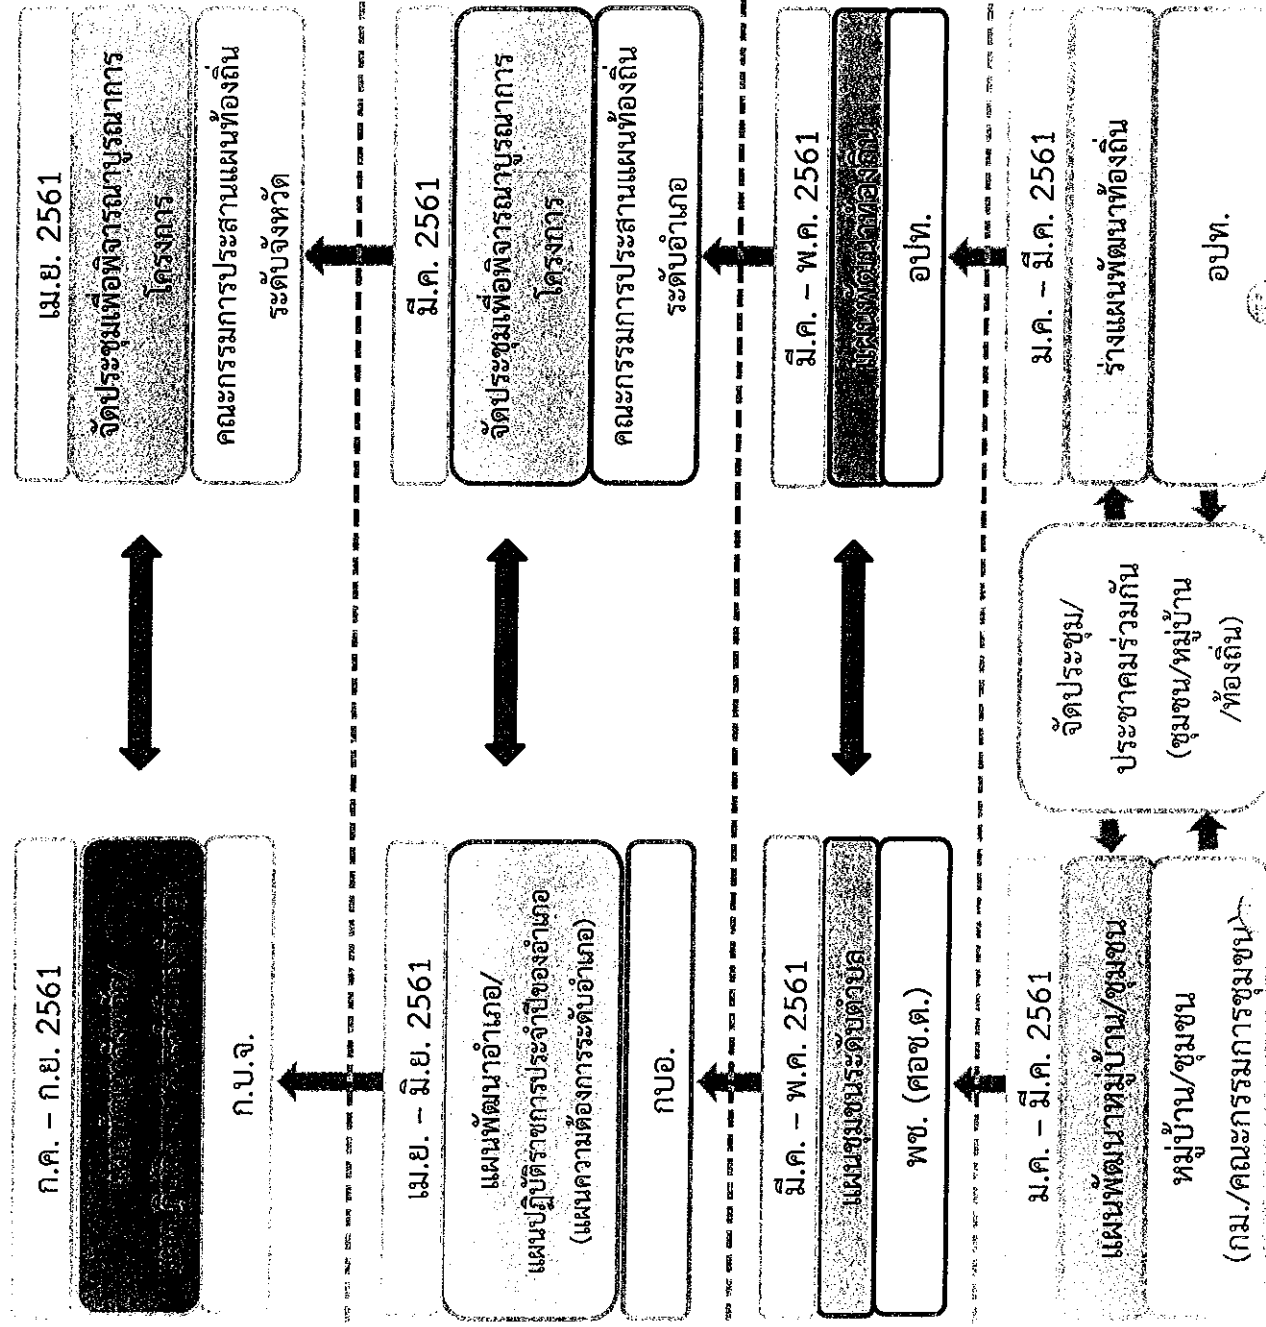 ก.ค. – ก.ย. 2561
ก.บ.จ.
เม.ย. 2561
จัดประชุมเพื่อพิจารณาบูรณาการ
โครงการ
คณะกรรมการประสานแผนท้องถิ่น
ระดับจังหวัด
เม.ย. – มิ.ย. 2561
แผนพัฒนาอำเภอ/
แผนปฏิบัติราชการประจำปีของอำเภอ
(แผนความต้องการระดับอำเภอ)
กบอ.
มี.ค. 2561
จัดประชุมเพื่อพิจารณาบูรณาการ
โครงการ
คณะกรรมการประสานแผนท้องถิ่น
ระดับอำเภอ
มี.ค. – พ.ค. 2561
แผนชุมชนระดับตำบล
พช. (ศอช.ต.)
มี.ค. – พ.ค. 2561
แผนพัฒนาท้องถิ่น
อปท.
ม.ค. – มี.ค. 2561
แผนพัฒนาหมู่บ้าน/ชุมชน
หมู่บ้าน/ชุมชน
(กม./คณะกรรมการชุมชน)
จัดประชุม/
ประชาคมร่วมกัน
(ชุมชน/หมู่บ้าน
/ท้องถิ่น)
ม.ค. – มี.ค. 2561
ร่างแผนพัฒนาท้องถิ่น
อปท.